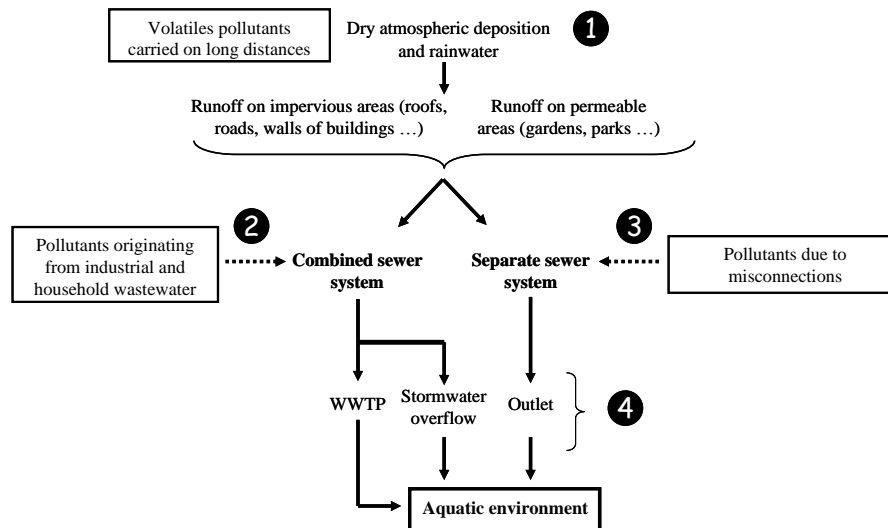 Volatiles pollutants
carried on long distances
Dry atmospheric deposition
and rainwater
1
Runoff on impervious areas (roofs,
roads, walls of buildings …)
Runoff on permeable
areas (gardens, parks …)
2
3
Pollutants originating
from industrial and
household wastewater
Combined sewer
system
Separate sewer
system
Pollutants due to
misconnections
WWTP
Stormwater
overflow
Outlet
4
Aquatic environment